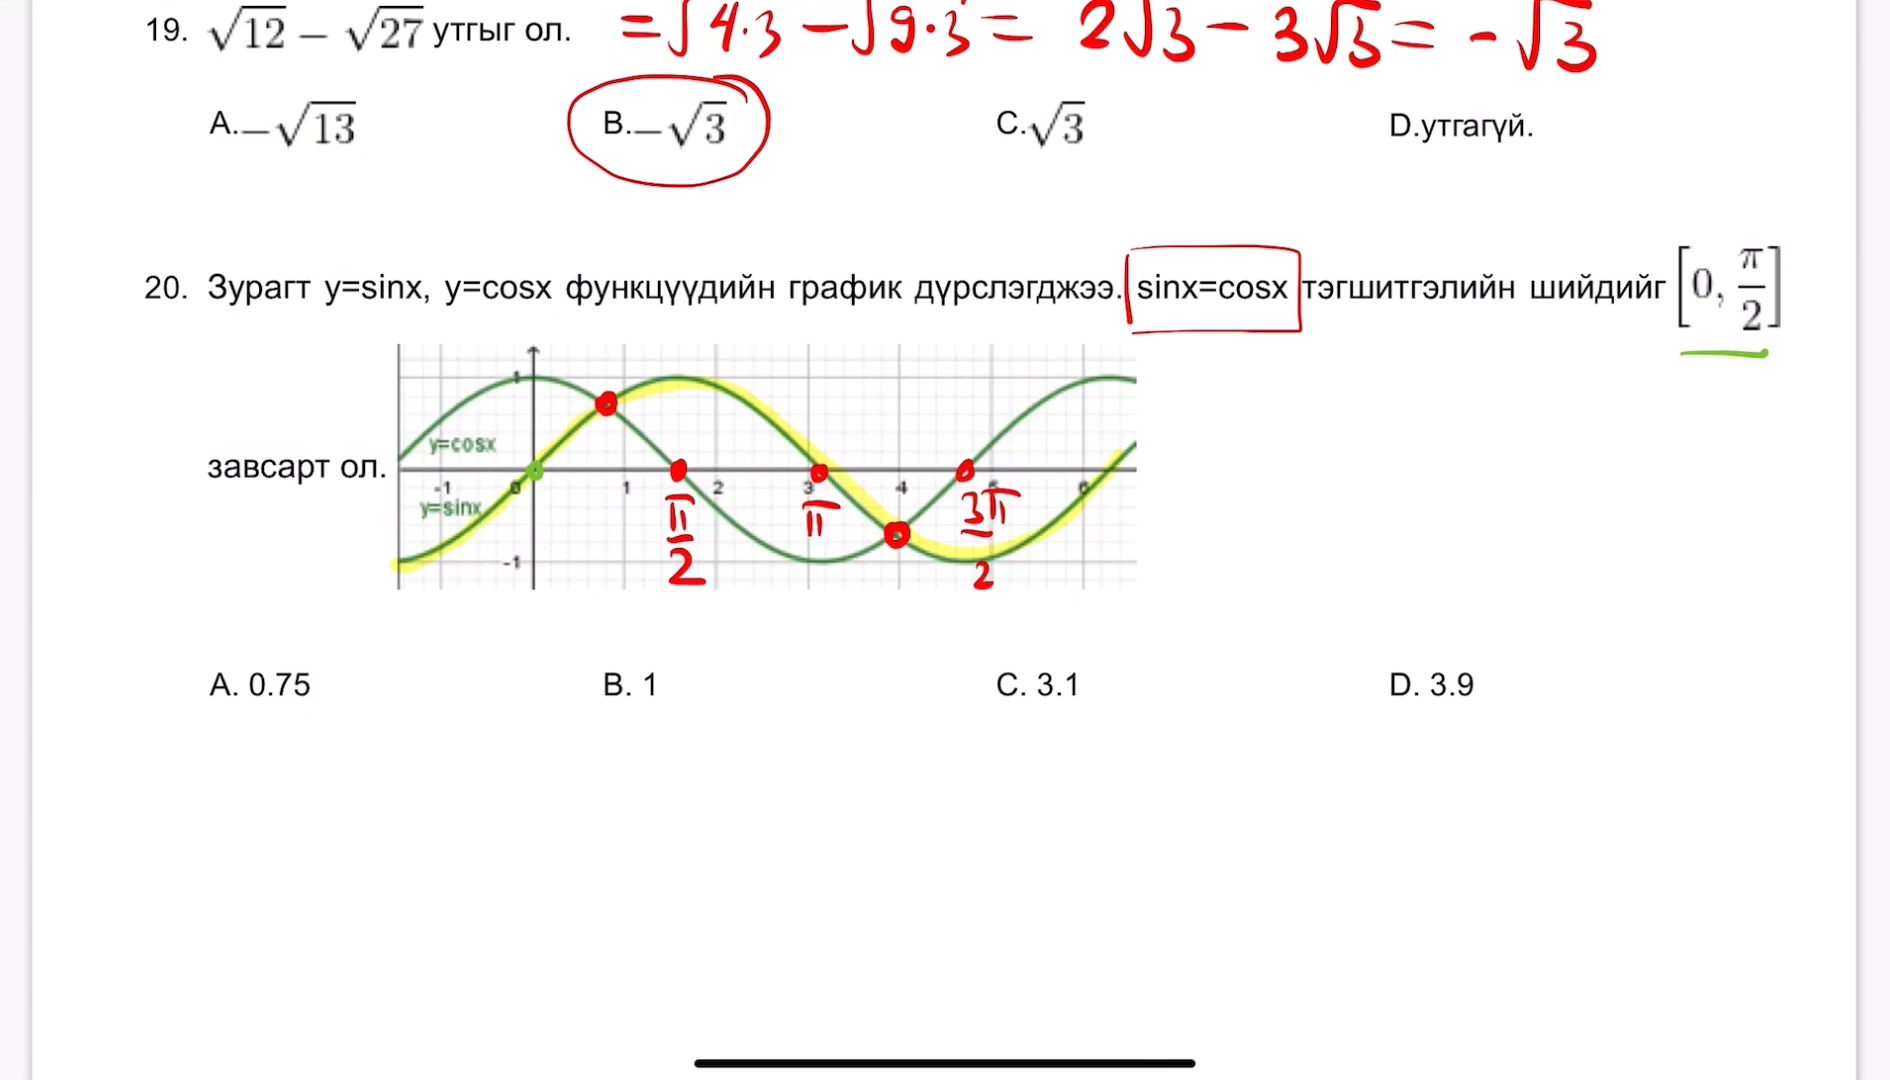 19. √12 − √27 утгыг ол. =√4·3 −√9·3 = 2√3 − 3√3 = -√3
A.−√13 B.−√3 C.√3 D.утгагүй.
20. Зурагт y=sinx, y=cosx функцүүдийн график дүрслэгджээ. sinx=cosx тэгшитгэлийн шийдийг [0, π/2]
завсарт ол.
1
y=cosx
-1 0 1 2 3 4 5 6
y=sinx
π/2 π 3π/2
-1
A. 0.75 B. 1 C. 3.1 D. 3.9